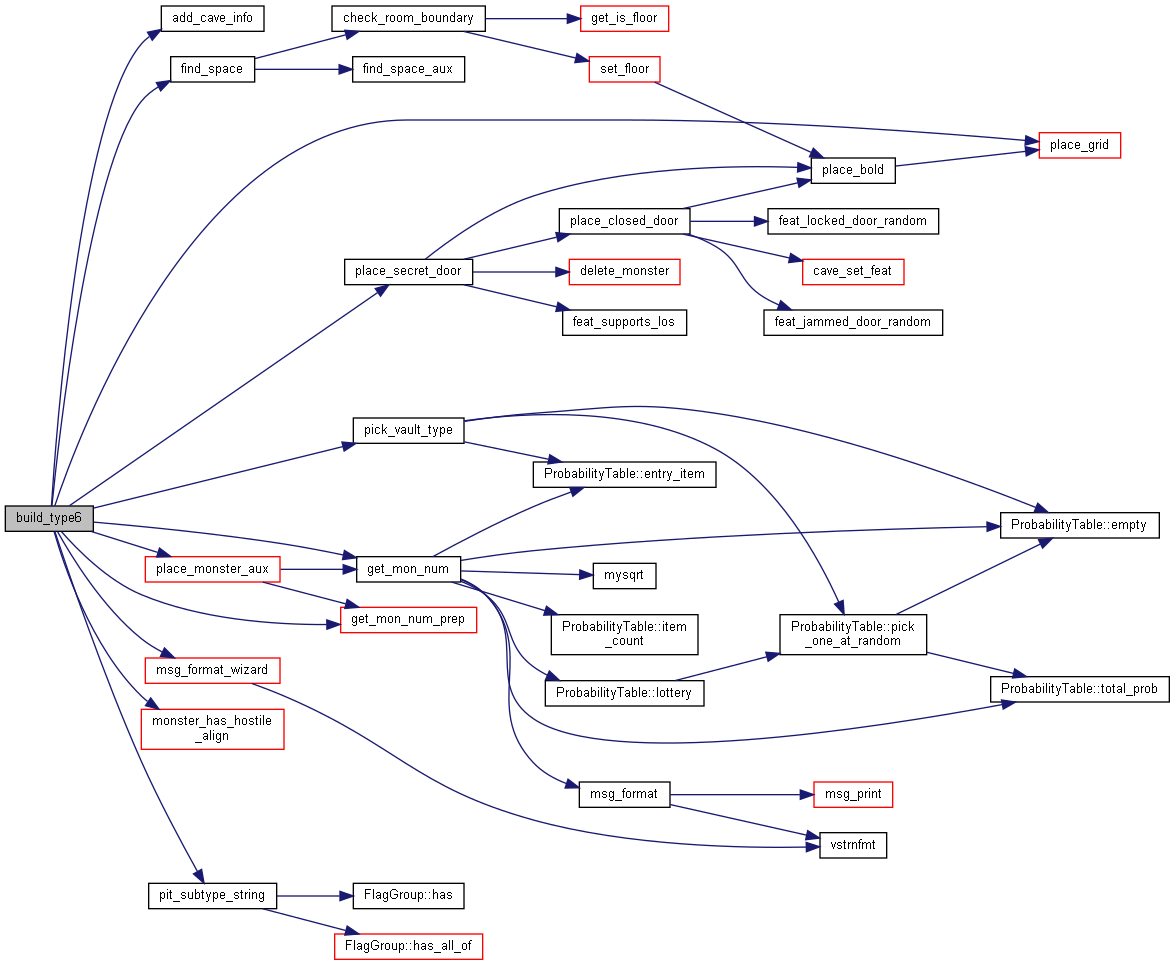 add_cave_info
check_room_boundary
get_is_floor
find_space
find_space_aux
set_floor
place_grid
place_bold
place_closed_door
feat_locked_door_random
place_secret_door
delete_monster
cave_set_feat
feat_supports_los
feat_jammed_door_random
pick_vault_type
ProbabilityTable::entry_item
build_type6
ProbabilityTable::empty
place_monster_aux
get_mon_num
mysqrt
get_mon_num_prep
ProbabilityTable::item
_count
ProbabilityTable::pick
_one_at_random
msg_format_wizard
ProbabilityTable::lottery
ProbabilityTable::total_prob
monster_has_hostile
_align
msg_format
msg_print
vstrnfmt
pit_subtype_string
FlagGroup::has
FlagGroup::has_all_of